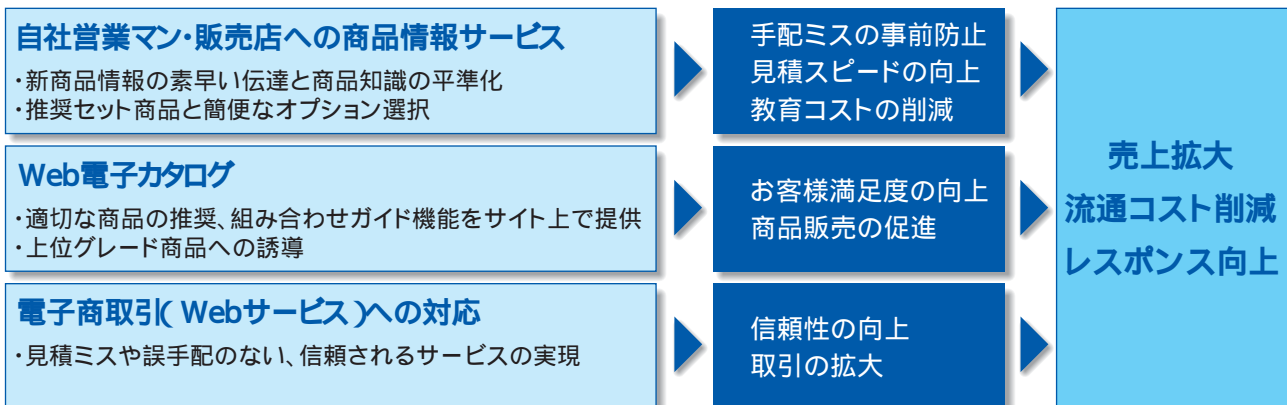 自社営業マン・販売店への商品情報サービス
・新商品情報の素早い伝達と商品知識の平準化
・推奨セット商品と簡便なオプション選択
手配ミスの事前防止
見積スピードの向上
教育コストの削減
Web電子カタログ
・適切な商品の推奨、組み合わせガイド機能をサイト上で提供
・上位グレード商品への誘導
お客様満足度の向上
商品販売の促進
電子商取引(Webサービス)への対応
・見積ミスや誤手配のない、信頼されるサービスの実現
信頼性の向上
取引の拡大
売上拡大
流通コスト削減
レスポンス向上